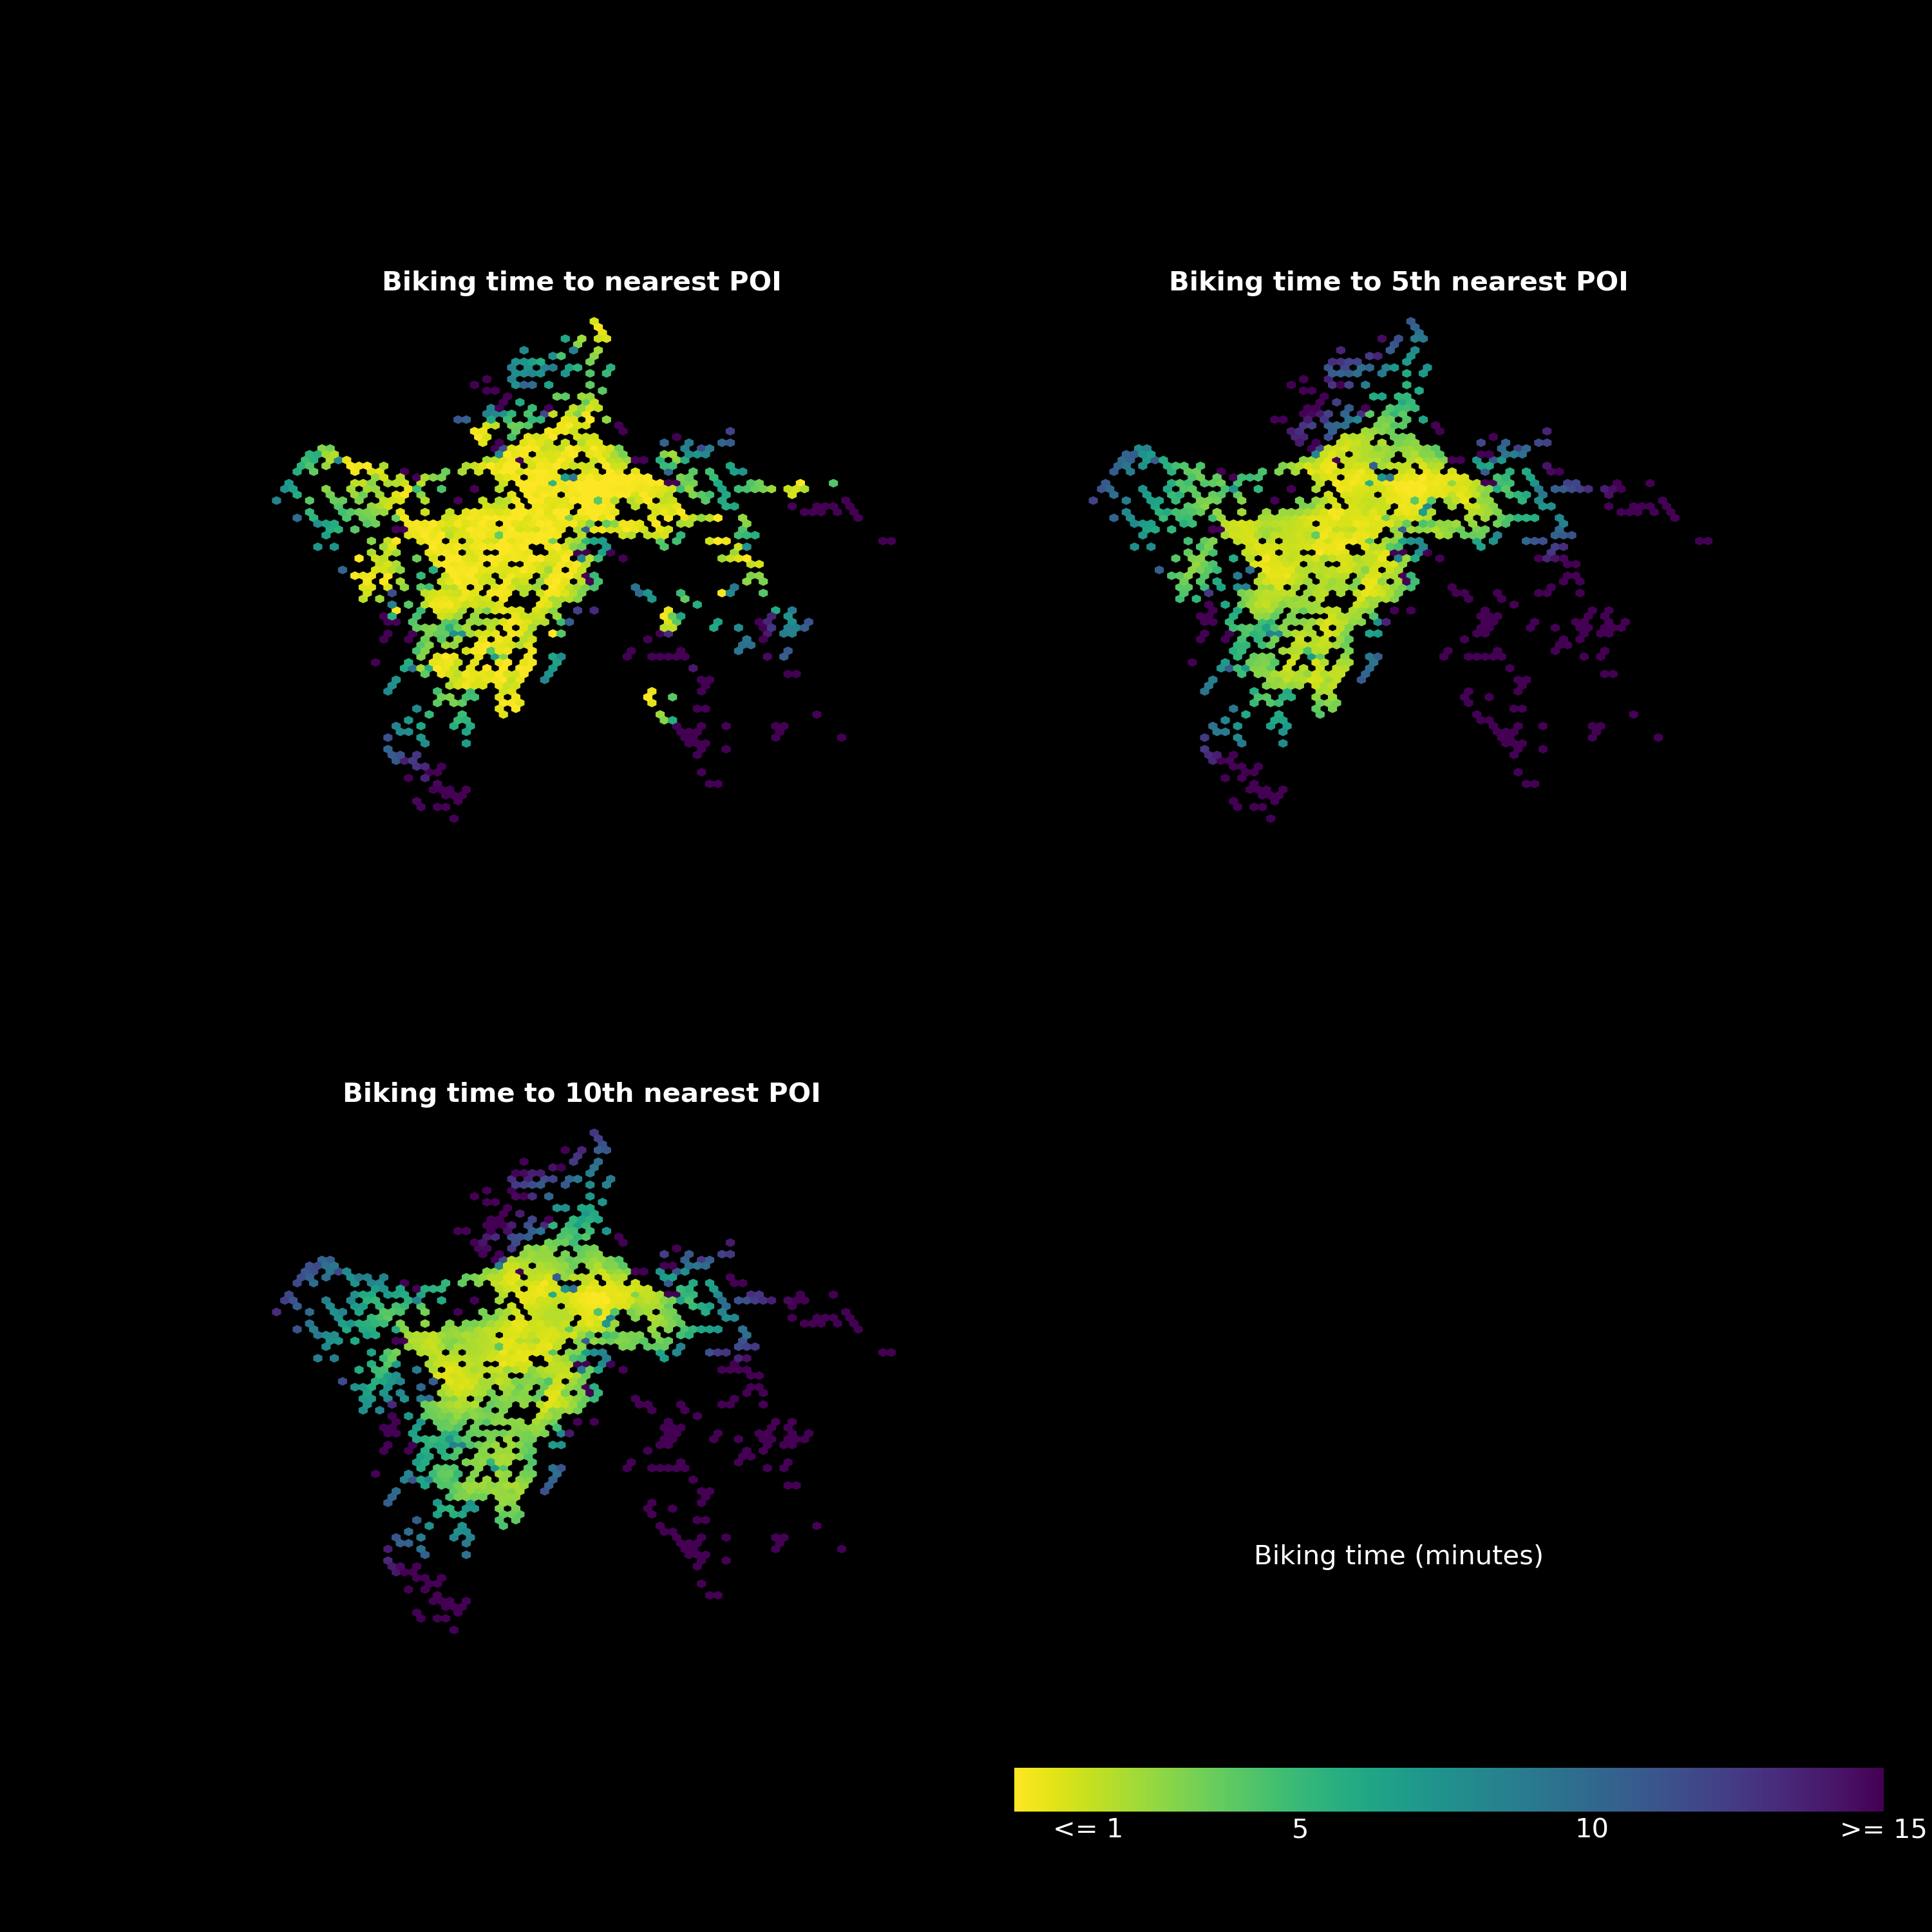 Biking time to nearest POI
Biking time to 5th nearest POI
Biking time to 10th nearest POI
Biking time (minutes)
<= 1 5 10 >= 15